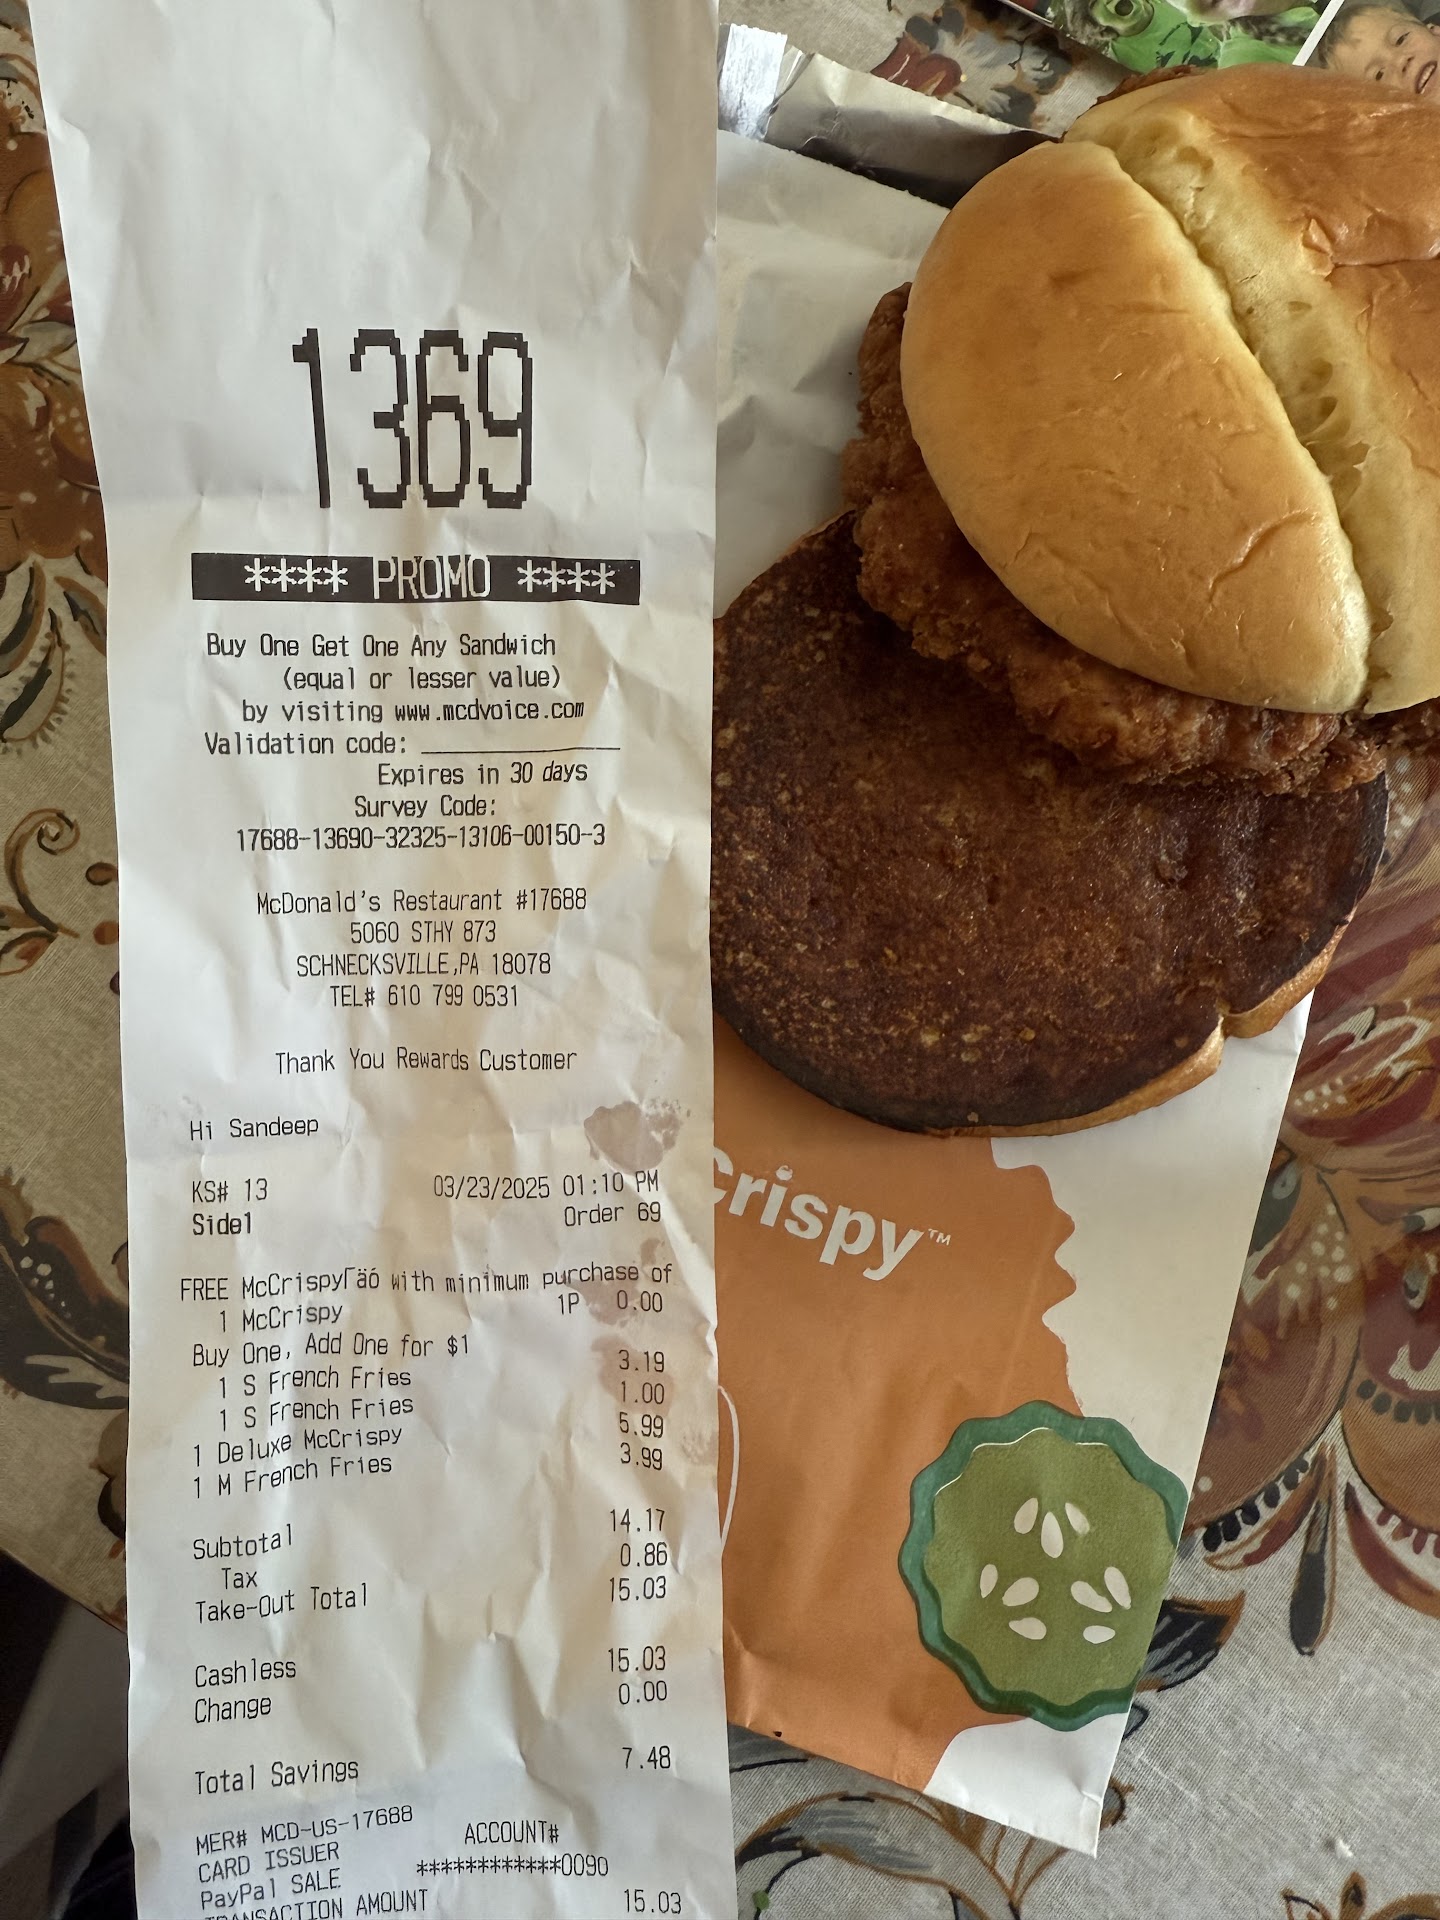 1369
**** PROMO ****
Buy One Get One Any Sandwich
(equal or lesser value)
by visiting www.mcdvoice.com
Validation code: _______________
Expires in 30 days
Survey Code:
17688-13690-32325-13106-00150-3
McDonald's Restaurant #17688
5060 STHY 873
SCHNECKSVILLE,PA 18078
TEL# 610 799 0531
Thank You Rewards Customer
Hi Sandeep
KS# 13 03/23/2025 01:10 PM
Side1 Order 69
FREE McCrispyΓäó with minimum purchase of
1 McCrispy 1P 0.00
Buy One, Add One for $1
1 S French Fries 3.19
1 S French Fries 1.00
1 Deluxe McCrispy 5.99
1 M French Fries 3.99
Subtotal 14.17
Tax 0.86
Take-Out Total 15.03
Cashless 15.03
Change 0.00
Total Savings 7.48
MER# MCD-US-17688
CARD ISSUER ACCOUNT#
PayPal SALE ************0090
TRANSACTION AMOUNT 15.03
Crispy™